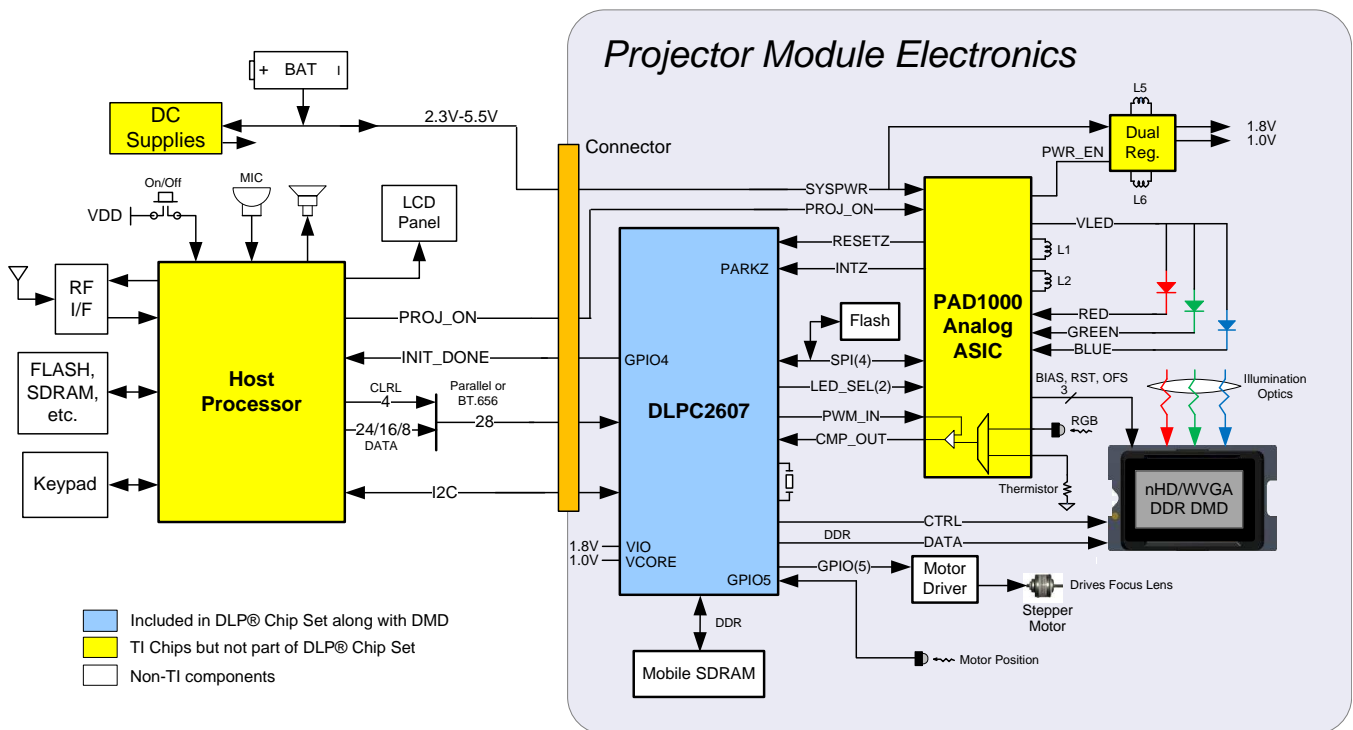 Projector Module Electronics
+ BAT I
DC
Supplies
2.3V-5.5V
Connector
L5
Dual
Reg.
L6
1.8V
1.0V
PWR_EN
On/Off
VDD
MIC
LCD
Panel
SYSPWR
PROJ_ON
RESETZ
PARKZ
INTZ
VLED
L1
L2
RF
I/F
PROJ_ON
PAD1000
Analog
ASIC
RED
GREEN
BLUE
Flash
INIT_DONE
GPIO4
SPI(4)
FLASH,
SDRAM,
etc.
Host
Processor
CLRL
4
24/16/8
DATA
Parallel or
BT.656
28
DLPC2607
LED_SEL(2)
PWM_IN
CMP_OUT
BIAS, RST, OFS
3
Illumination
Optics
RGB
Thermistor
nHD/WVGA
DDR DMD
Keypad
I2C
CTRL
DDR
DATA
1.8V
VIO
1.0V
VCORE
GPIO(5)
GPIO5
Motor
Driver
Drives Focus Lens
Stepper
Motor
DDR
Mobile SDRAM
Motor Position
Included in DLP® Chip Set along with DMD
TI Chips but not part of DLP® Chip Set
Non-TI components